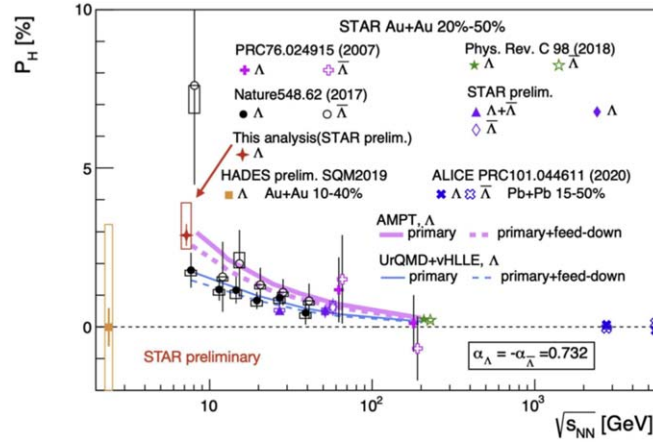 P_H [%]
10
5
0
STAR Au+Au 20%-50%
PRC76.024915 (2007)
Λ Λ̅
Phys. Rev. C 98 (2018)
Λ Λ̅
Nature548.62 (2017)
Λ Λ̅
STAR prelim.
Λ+Λ̅ Λ
Λ̅
This analysis(STAR prelim.)
Λ
HADES prelim. SQM2019
Λ Au+Au 10-40%
ALICE PRC101.044611 (2020)
Λ Λ̅ Pb+Pb 15-50%
AMPT, Λ
primary primary+feed-down
UrQMD+vHLLE, Λ
primary primary+feed-down
STAR preliminary
α_Λ = -α_Λ̅ =0.732
10 10² 10³
√s_NN [GeV]